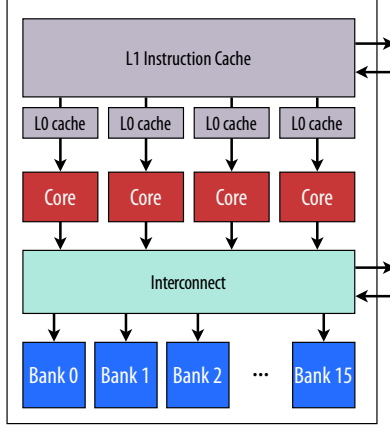 L1 Instruction Cache
L0 cache L0 cache L0 cache L0 cache
Core Core Core Core
Interconnect
Bank 0 Bank 1 Bank 2 ... Bank 15